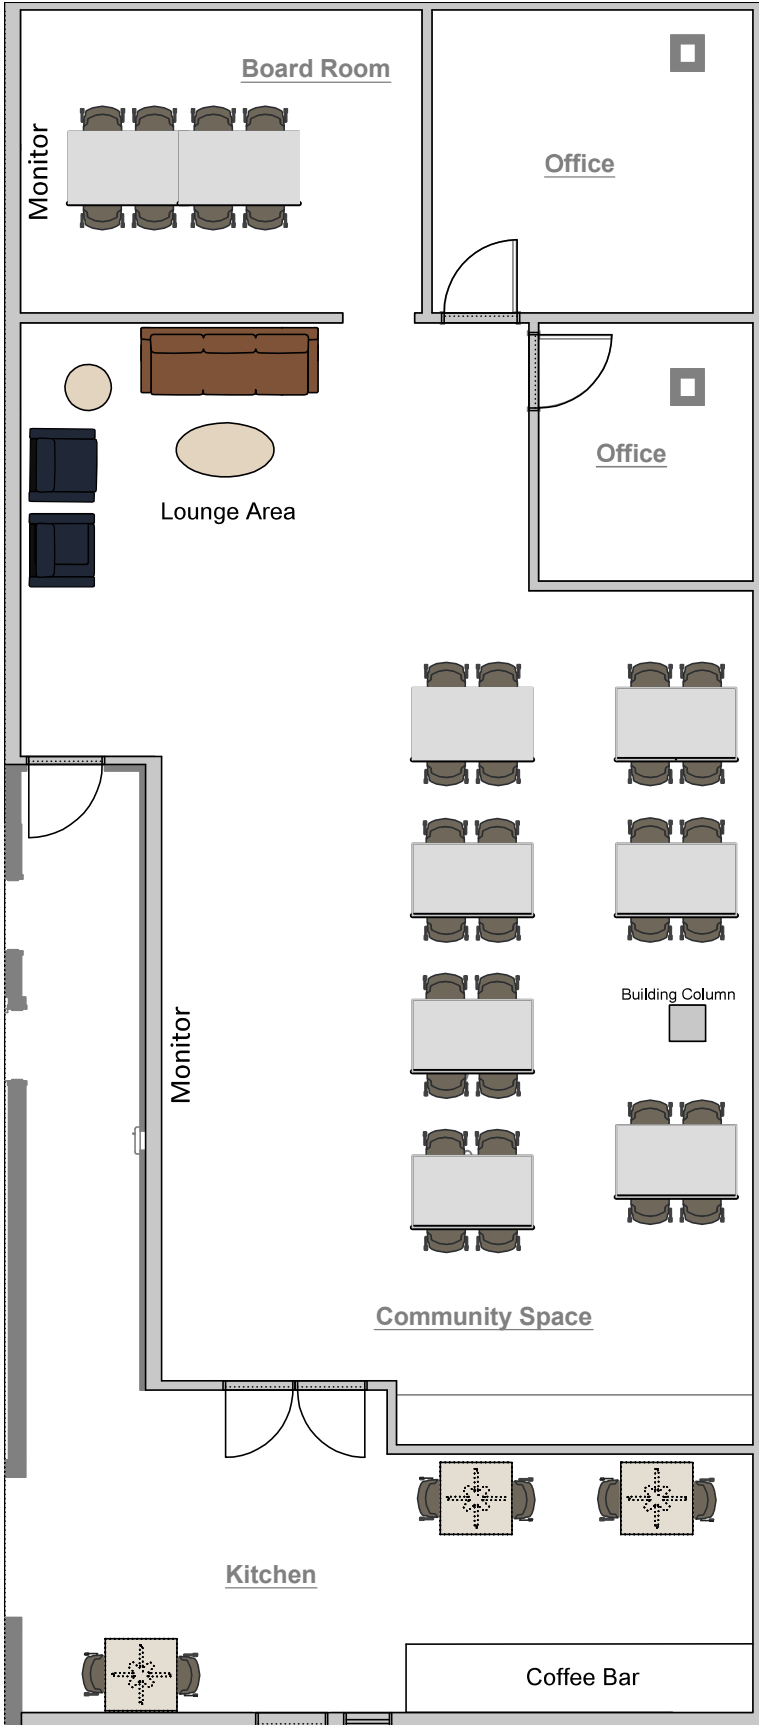 Board Room
Monitor
Office
Office
Lounge Area
Building Column
Monitor
Community Space
Kitchen
Coffee Bar